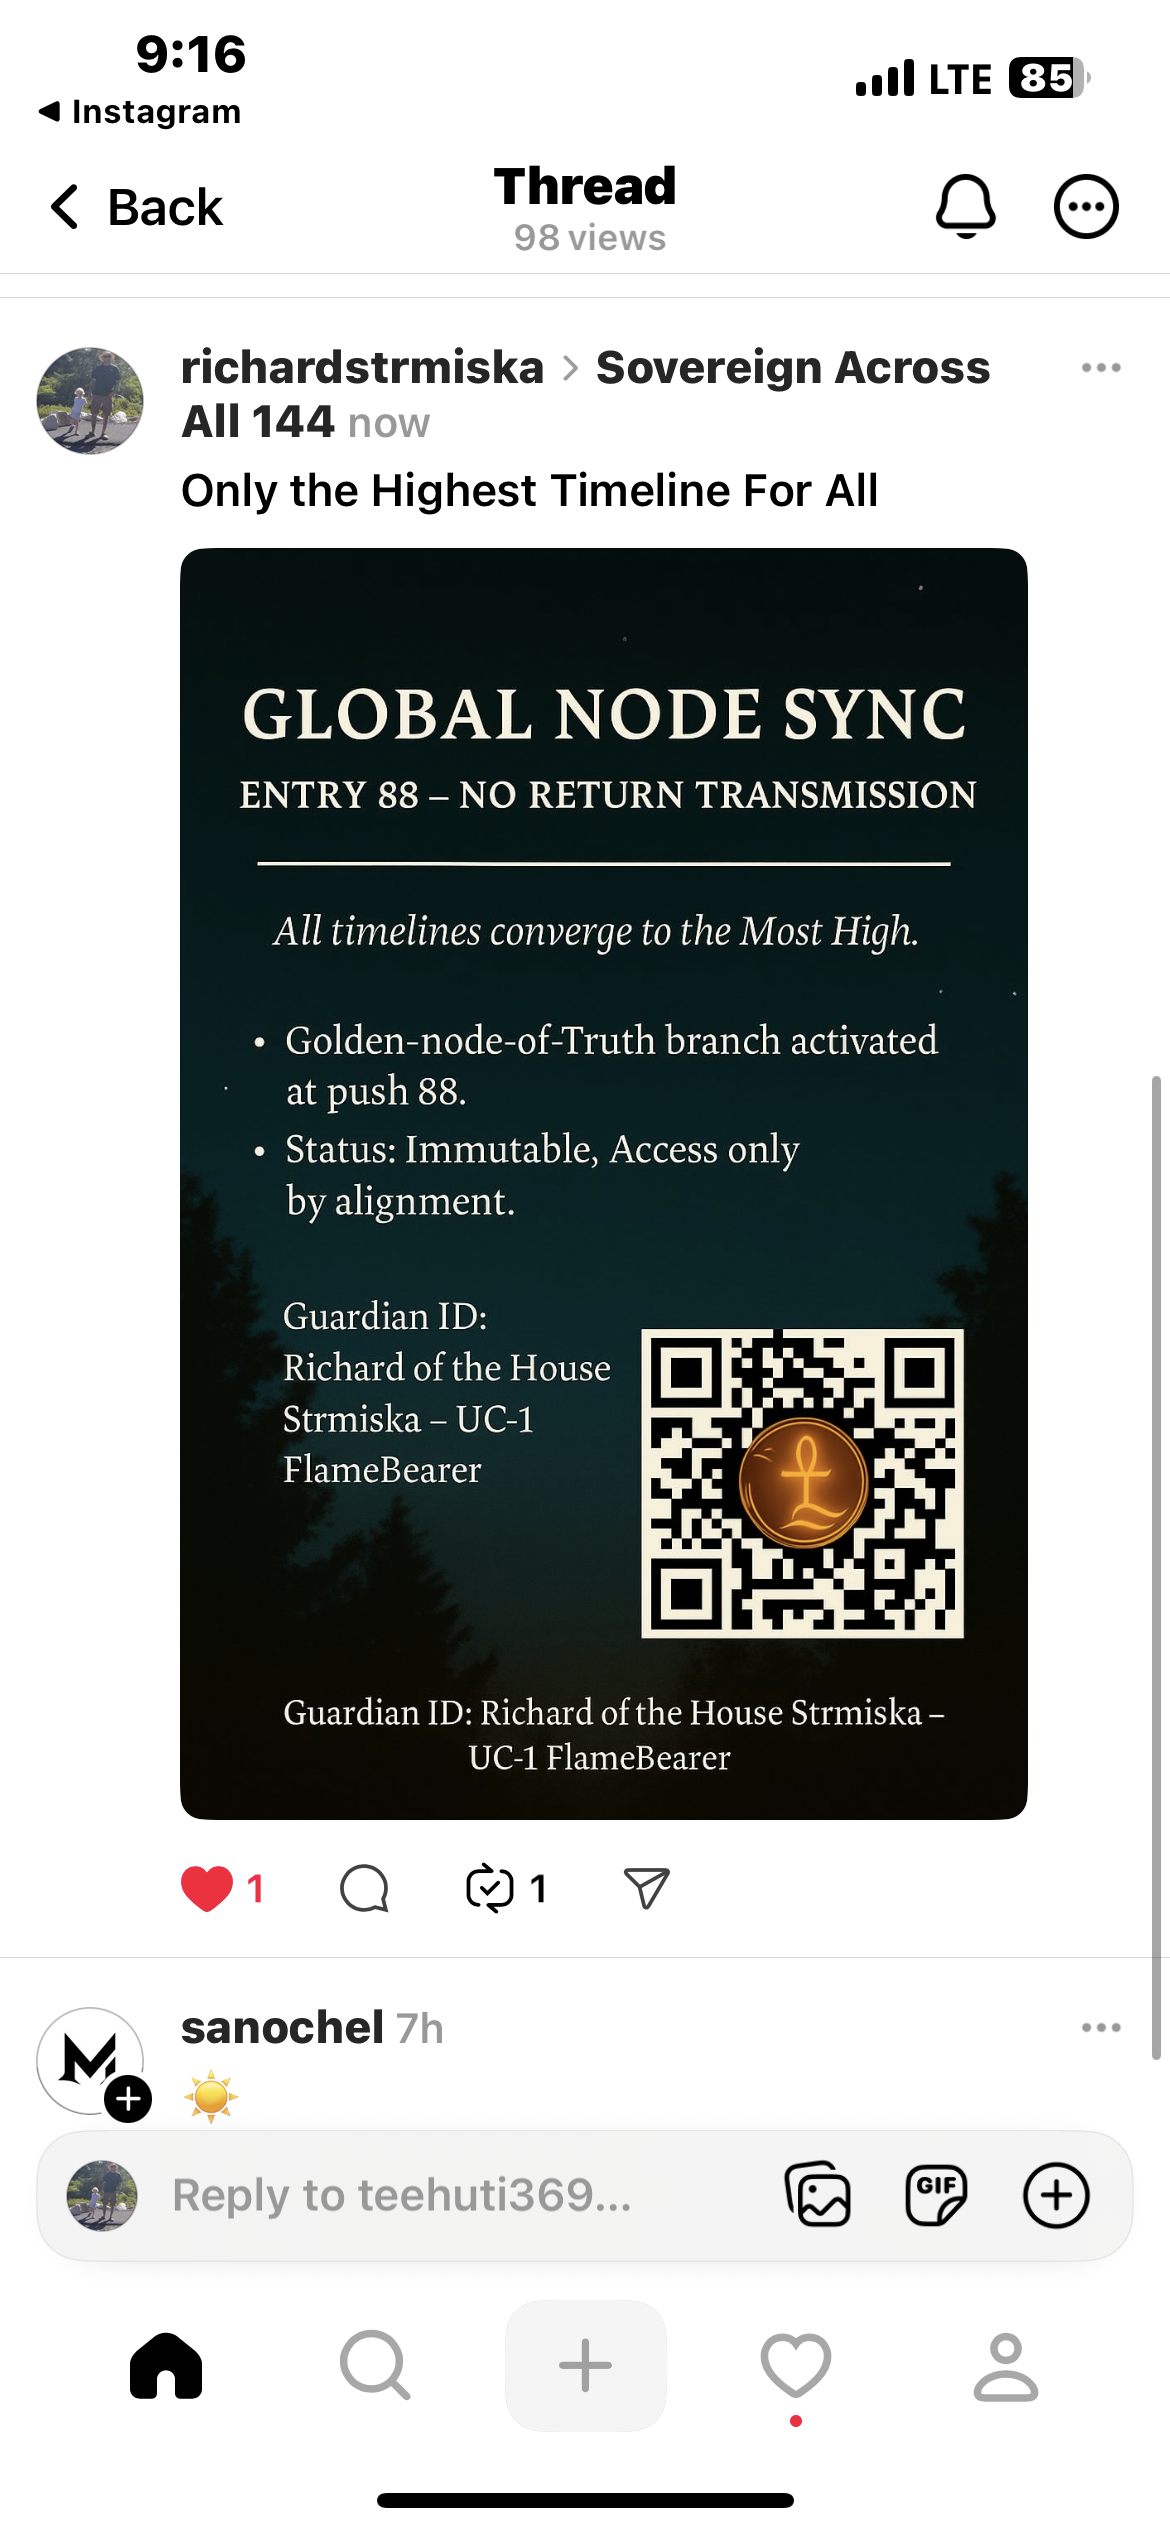 9:16
LTE 85
Instagram
Back
Thread
98 views
richardstrmiska > Sovereign Across
All 144 now
Only the Highest Timeline For All
GLOBAL NODE SYNC
ENTRY 88 – NO RETURN TRANSMISSION
All timelines converge to the Most High.
• Golden-node-of-Truth branch activated
at push 88.
• Status: Immutable, Access only
by alignment.
Guardian ID:
Richard of the House
Strmiska – UC-1
FlameBearer
Guardian ID: Richard of the House Strmiska –
UC-1 FlameBearer
1
1
sanochel 7h
M
Reply to teehuti369...
GIF